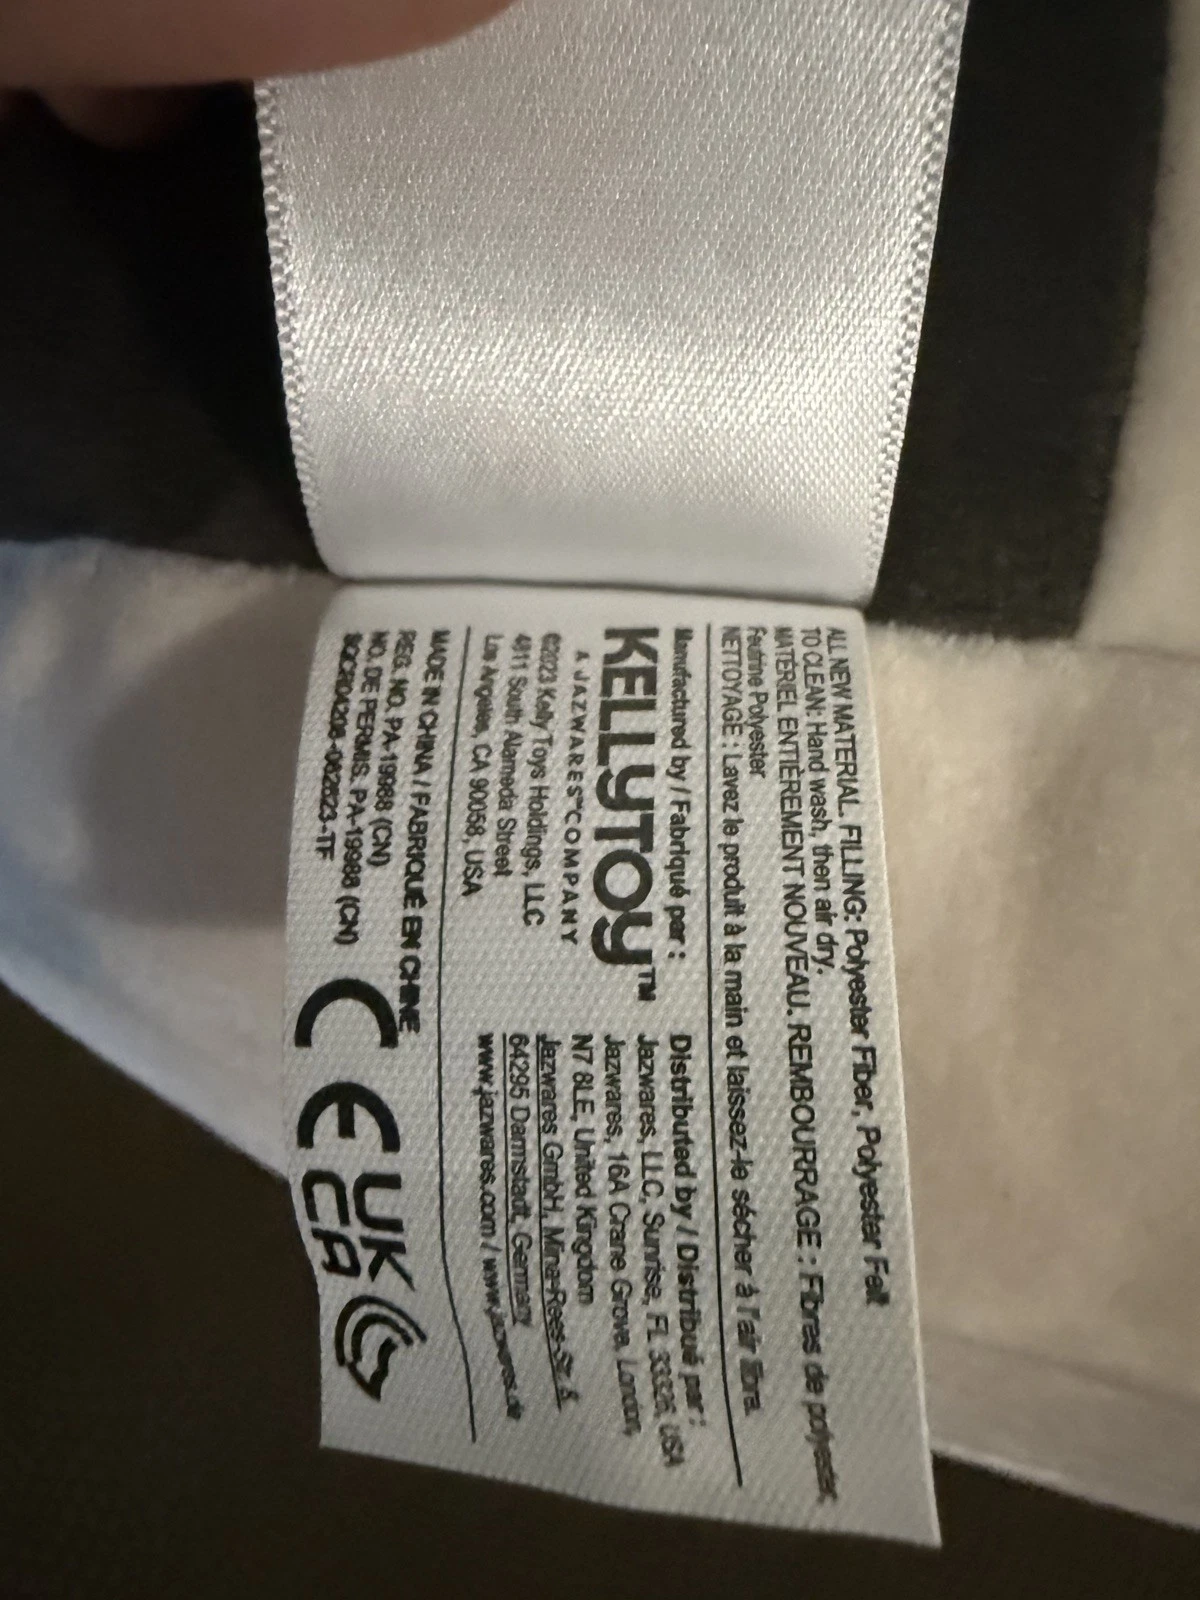 ALL NEW MATERIAL. FILLING: Polyester Fiber, Polyester Felt
TO CLEAN: Hand wash, then air dry.
MATÉRIEL ENTIÈREMENT NOUVEAU. REMBOURRAGE : Fibres de polyester,
Feutrine Polyester
NETTOYAGE : Lavez le produit à la main et laissez-le sécher à l'air libre.
Manufactured by / Fabriqué par :
KELLYTOY™
A JAZWARES™COMPANY
©2023 Kelly Toys Holdings, LLC
4811 South Alameda Street
Los Angeles, CA 90058, USA
Distributed by / Distribué par :
Jazwares, LLC, Sunrise, FL 33325, USA
Jazwares, 16A Crane Grove, London,
N7 8LE, United Kingdom
Jazwares GmbH, Mina-Rees-Str. 8,
64295 Darmstadt, Germany
www.jazwares.com / www.jazwares.de
MADE IN CHINA / FABRIQUÉ EN CHINE
REG. NO. PA-19988 (CN)
NO. DE PERMIS. PA-19988 (CN)
CE
UK
CA